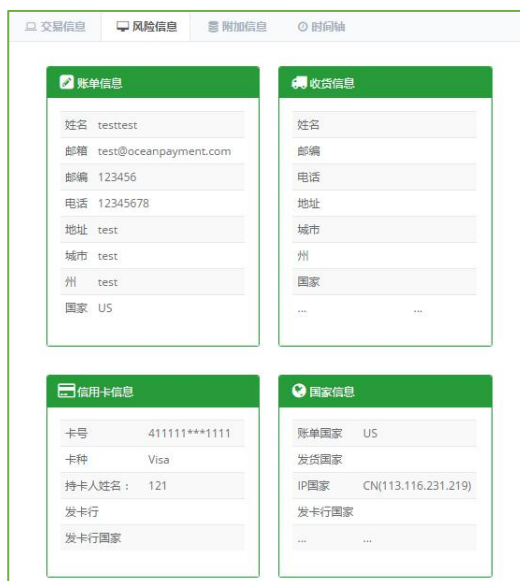 交易信息 风险信息 附加信息 时间轴
账单信息
姓名 testtest
邮箱 test@oceanpayment.com
邮编 123456
电话 12345678
地址 test
城市 test
州 test
国家 US
收货信息
姓名
邮编
电话
地址
城市
州
国家
... ...
信用卡信息
卡号 411111***1111
卡种 Visa
持卡人姓名： 121
发卡行
发卡行国家
国家信息
账单国家 US
发货国家
IP国家 CN(113.116.231.219)
发卡行国家
... ...